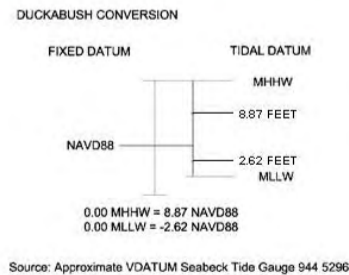 DUCKABUSH CONVERSION
FIXED DATUM
TIDAL DATUM
MHHW
8.87 FEET
NAVD88
2.62 FEET
MLLW
0.00 MHHW = 8.87 NAVD88
0.00 MLLW = -2.62 NAVD88
Source: Approximate VDATUM Seabeck Tide Gauge 944 5296